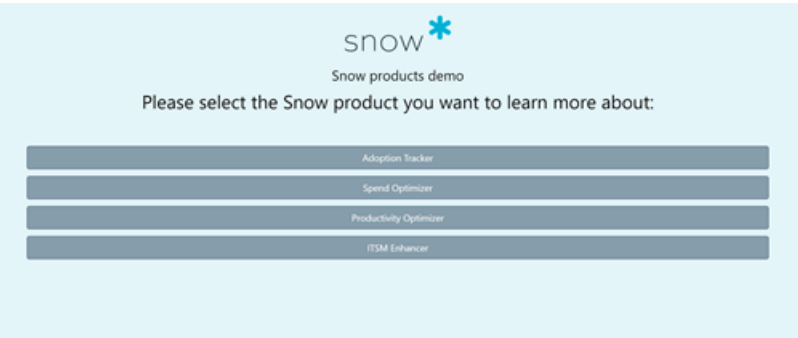 snow
Snow products demo
Please select the Snow product you want to learn more about:
Adoption Tracker
Spend Optimizer
Productivity Optimizer
ITSM Enhancer